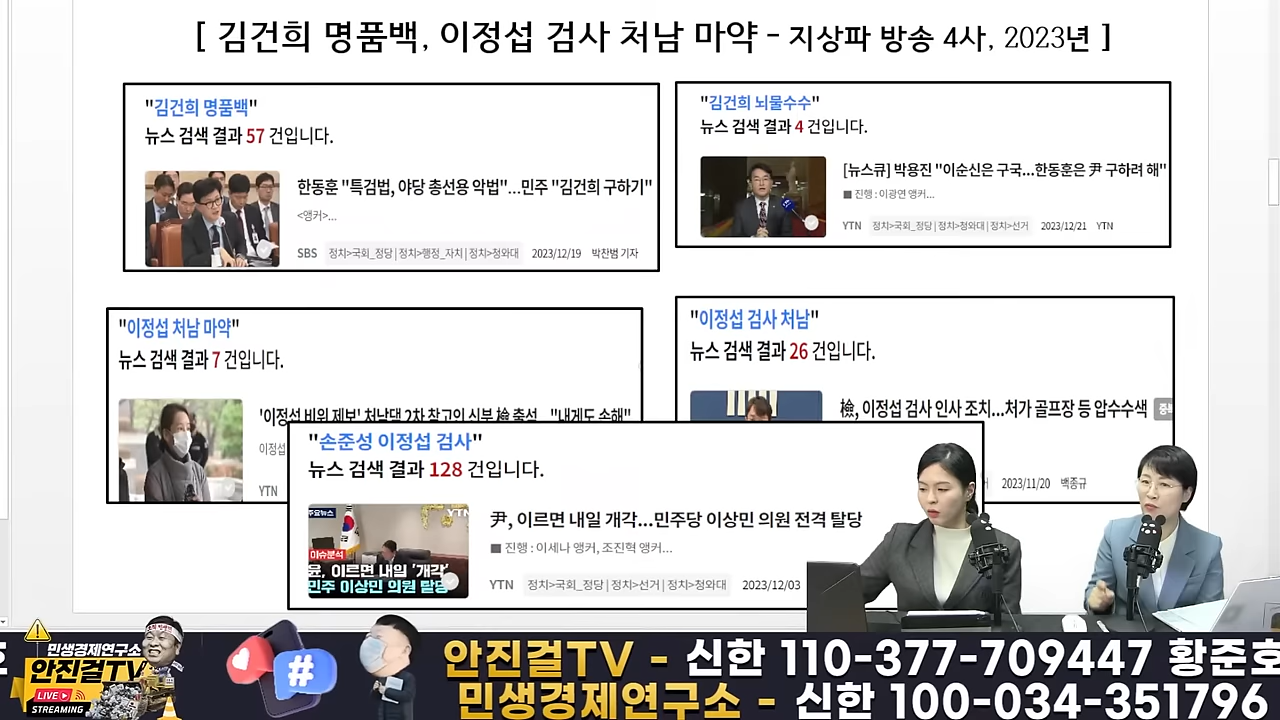 [ 김건희 명품백, 이정섭 검사 처남 마약 - 지상파 방송 4사, 2023년 ]
"김건희 명품백"
뉴스 검색 결과 57 건입니다.
한동훈 "특검법, 야당 총선용 악법"...민주 "김건희 구하기"
<앵커>...
SBS 정치>국회_정당 | 정치>행정_자치 | 정치>청와대 2023/12/19 박찬범 기자
"김건희 뇌물수수"
뉴스 검색 결과 4 건입니다.
[뉴스큐] 박용진 "이순신은 구국...한동훈은 尹 구하려 해"
■ 진행 : 이광연 앵커...
YTN 정치>국회_정당 | 정치>청와대 | 정치>선거 2023/12/21 YTN
"이정섭 처남 마약"
뉴스 검색 결과 7 건입니다.
'이정섭 비위 제보' 처남댁 2차 참고인 신분 檢 출석... "내게도 손해"
이정섭
YTN
"이정섭 검사 처남"
뉴스 검색 결과 26 건입니다.
檢, 이정섭 검사 인사 조치...처가 골프장 등 압수수색
2023/11/20 백종규
"손준성 이정섭 검사"
뉴스 검색 결과 128 건입니다.
주요뉴스
YTN
이슈분석
윤, 이르면 내일 '개각'
민주 이상민 의원 탈당
尹, 이르면 내일 개각...민주당 이상민 의원 전격 탈당
■ 진행 : 이세나 앵커, 조진혁 앵커...
YTN 정치>국회_정당 | 정치>선거 | 정치>청와대 2023/12/03
민생경제연구소
안진걸TV
LIVE
STREAMING
#
안진걸TV - 신한 110-377-709447 황준호
민생경제연구소 - 신한 100-034-351796